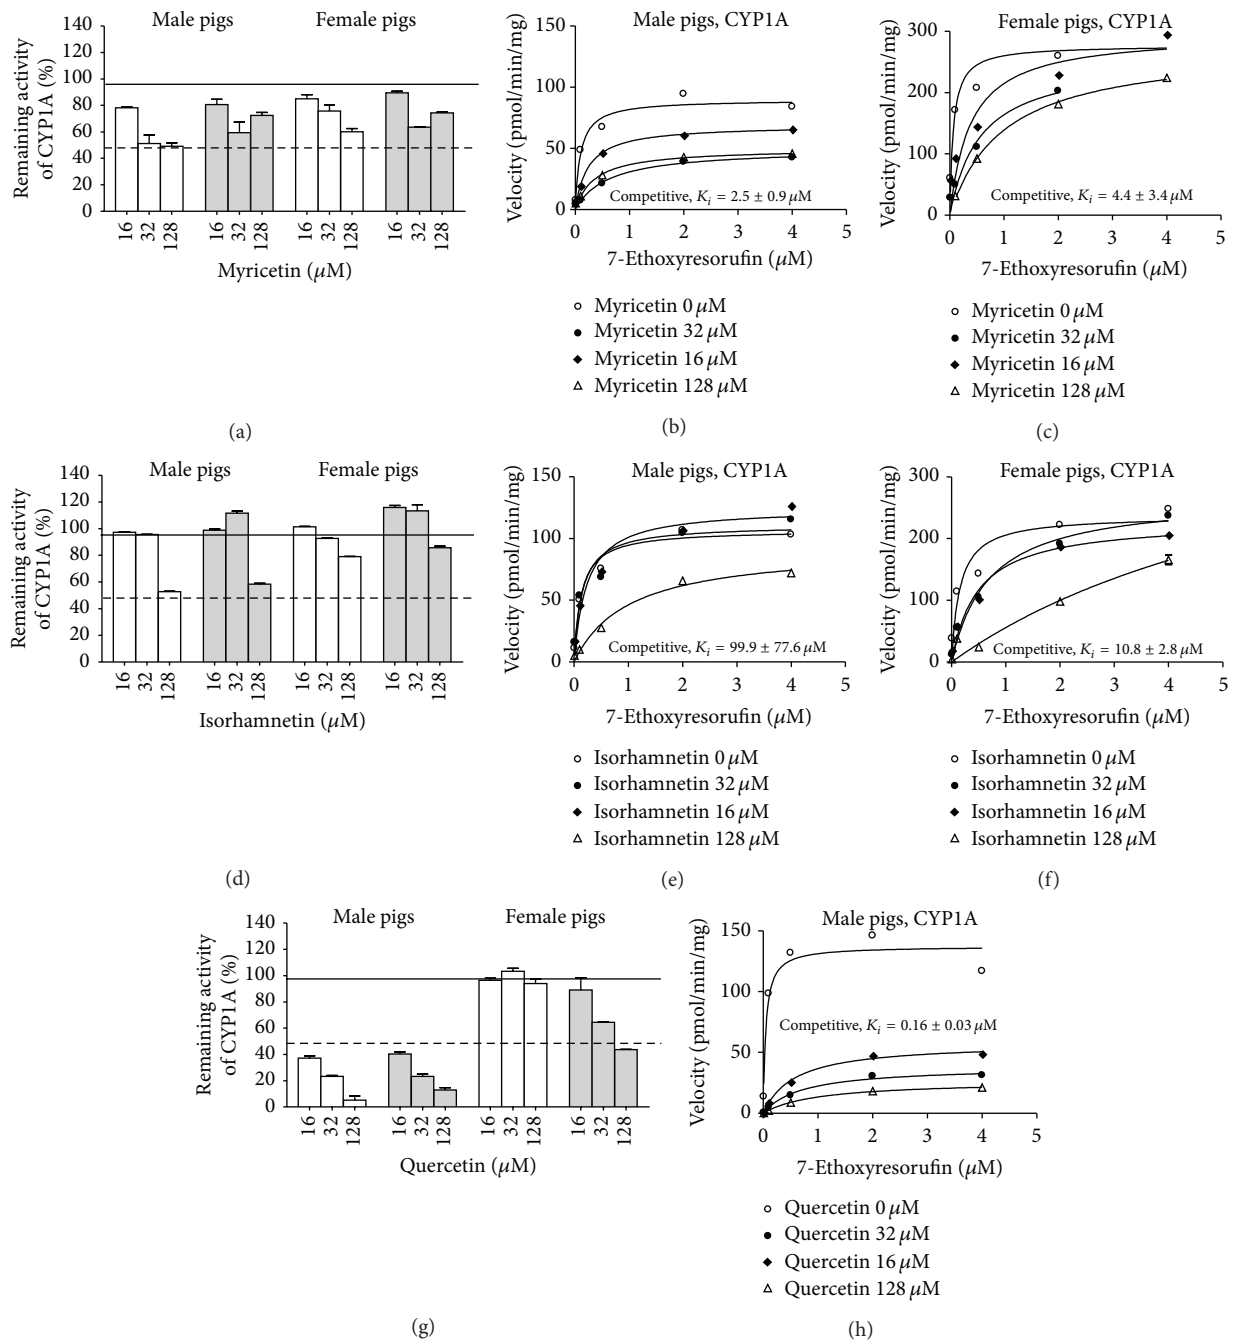 Male pigs Female pigs
Remaining activity
of CYP1A (%)
140
120
100
80
60
40
20
0
16 32 128 16 32 128 16 32 128 16 32 128
Myricetin (μM)
(a)
Male pigs, CYP1A
Velocity (pmol/min/mg)
150
100
50
0
Competitive, Ki = 2.5 ± 0.9 μM
0 1 2 3 4 5
7-Ethoxyresorufin (μM)
Myricetin 0 μM
Myricetin 32 μM
Myricetin 16 μM
Myricetin 128 μM
(b)
Female pigs, CYP1A
Velocity (pmol/min/mg)
300
200
100
0
Competitive, Ki = 4.4 ± 3.4 μM
0 1 2 3 4 5
7-Ethoxyresorufin (μM)
Myricetin 0 μM
Myricetin 32 μM
Myricetin 16 μM
Myricetin 128 μM
(c)
Male pigs Female pigs
Remaining activity
of CYP1A (%)
140
120
100
80
60
40
20
0
16 32 128 16 32 128 16 32 128 16 32 128
Isorhamnetin (μM)
(d)
Male pigs, CYP1A
Velocity (pmol/min/mg)
150
100
50
0
Competitive, Ki = 99.9 ± 77.6 μM
0 1 2 3 4 5
7-Ethoxyresorufin (μM)
Isorhamnetin 0 μM
Isorhamnetin 32 μM
Isorhamnetin 16 μM
Isorhamnetin 128 μM
(e)
Female pigs, CYP1A
Velocity (pmol/min/mg)
300
200
100
0
Competitive, Ki = 10.8 ± 2.8 μM
0 1 2 3 4 5
7-Ethoxyresorufin (μM)
Isorhamnetin 0 μM
Isorhamnetin 32 μM
Isorhamnetin 16 μM
Isorhamnetin 128 μM
(f)
Male pigs Female pigs
Remaining activity
of CYP1A (%)
140
120
100
80
60
40
20
0
16 32 128 16 32 128 16 32 128 16 32 128
Quercetin (μM)
(g)
Male pigs, CYP1A
Velocity (pmol/min/mg)
150
100
50
0
Competitive, Ki = 0.16 ± 0.03 μM
0 1 2 3 4 5
7-Ethoxyresorufin (μM)
Quercetin 0 μM
Quercetin 32 μM
Quercetin 16 μM
Quercetin 128 μM
(h)